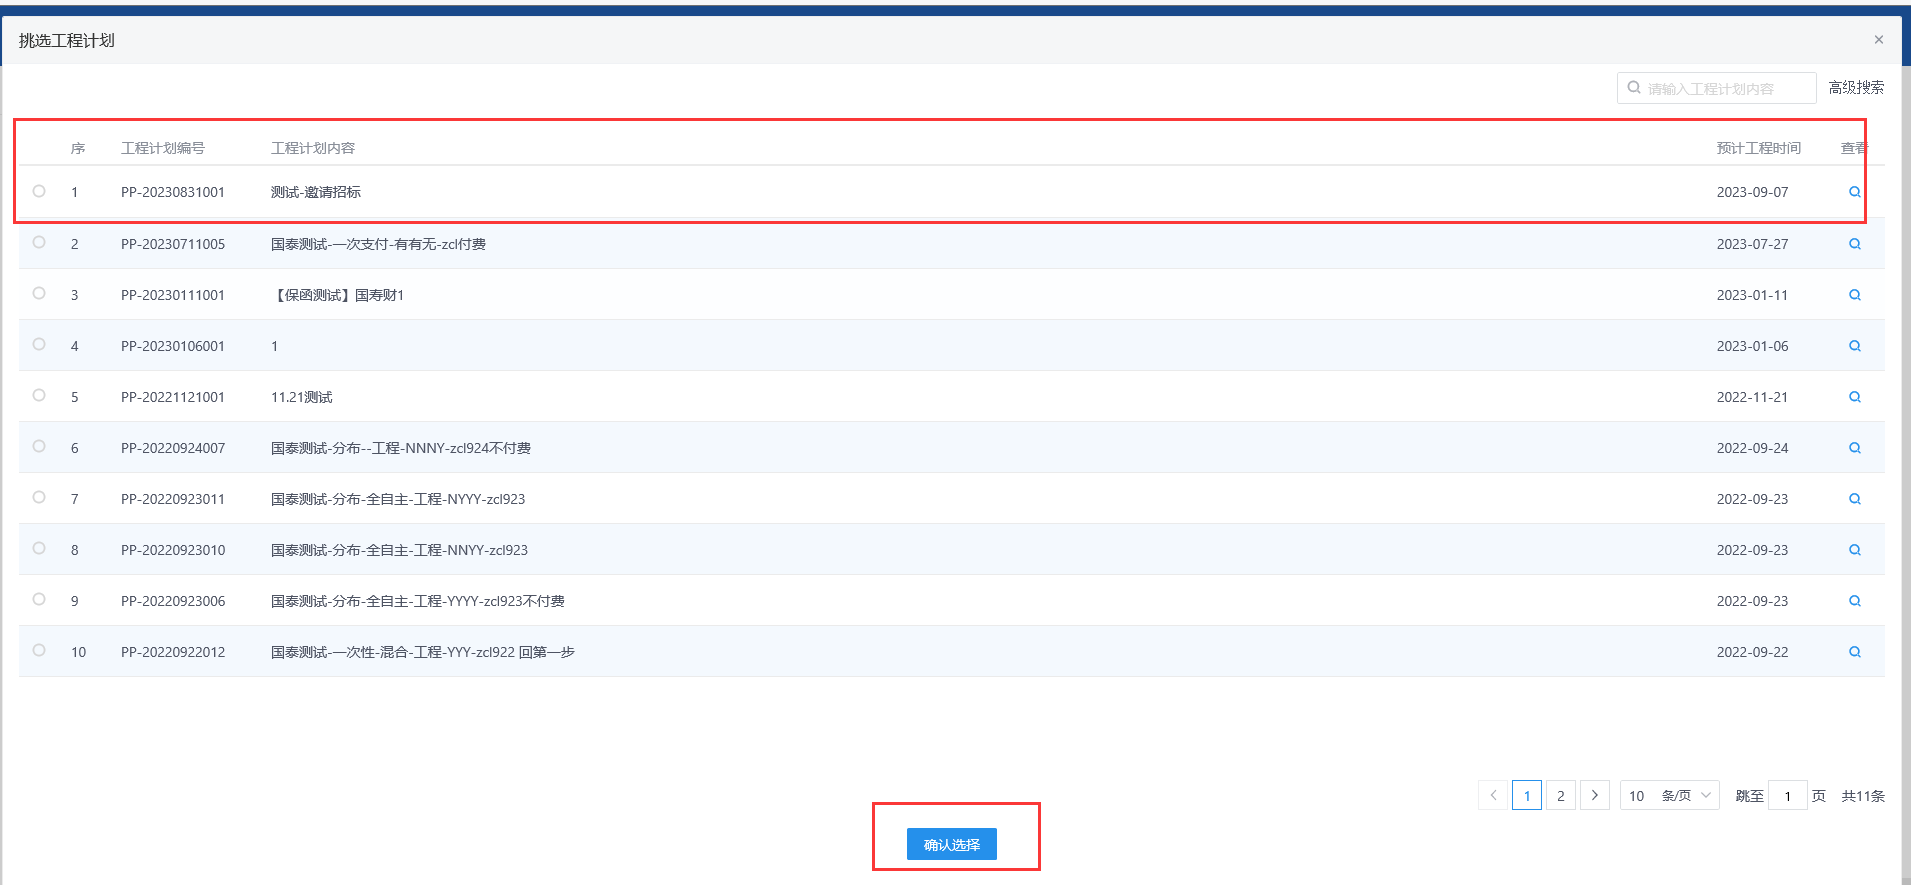 挑选工程计划
请输入工程计划内容 高级搜索
序 工程计划编号 工程计划内容 预计工程时间 查看
1 PP-20230831001 测试-邀请招标 2023-09-07
2 PP-20230711005 国泰测试-一次支付-有有无-zcl付费 2023-07-27
3 PP-20230111001 【保函测试】国寿财1 2023-01-11
4 PP-20230106001 1 2023-01-06
5 PP-20221121001 11.21测试 2022-11-21
6 PP-20220924007 国泰测试-分布--工程-NNNY-zcl924不付费 2022-09-24
7 PP-20220923011 国泰测试-分布-全自主-工程-NYYY-zcl923 2022-09-23
8 PP-20220923010 国泰测试-分布-全自主-工程-NNYY-zcl923 2022-09-23
9 PP-20220923006 国泰测试-分布-全自主-工程-YYYY-zcl923不付费 2022-09-23
10 PP-20220922012 国泰测试-一次性-混合-工程-YYY-zcl922 回第一步 2022-09-22
1 2 10 条/页 跳至 1 页 共11条
确认选择